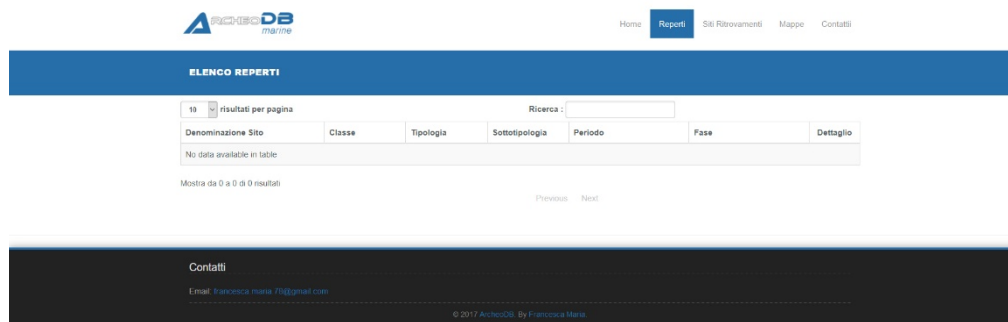 ARCHEODB
marine
Home Reperti Siti Ritrovamenti Mappe Contatti
ELENCO REPERTI
10 risultati per pagina Ricerca :
Denominazione Sito Classe Tipologia Sottotipologia Periodo Fase Dettaglio
No data available in table
Mostra da 0 a 0 di 0 risultati
Previous Next
Contatti
Email: francesca.maria.78@gmail.com
© 2017 ArcheoDB. By Francesca Maria.